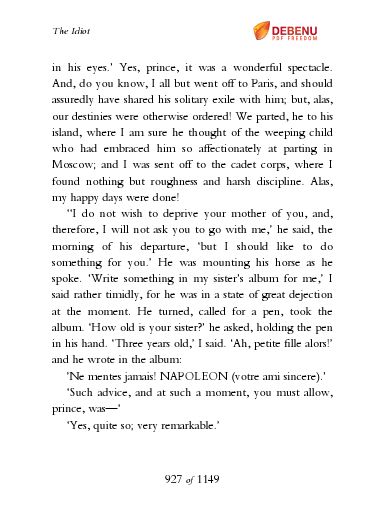 The Idiot
DEBENU
PDF FREEDOM
in his eyes.' Yes, prince, it was a wonderful spectacle.
And, do you know, I all but went off to Paris, and should
assuredly have shared his solitary exile with him; but, alas,
our destinies were otherwise ordered! We parted, he to his
island, where I am sure he thought of the weeping child
who had embraced him so affectionately at parting in
Moscow; and I was sent off to the cadet corps, where I
found nothing but roughness and harsh discipline. Alas,
my happy days were done!
''I do not wish to deprive your mother of you, and,
therefore, I will not ask you to go with me,' he said, the
morning of his departure, 'but I should like to do
something for you.' He was mounting his horse as he
spoke. 'Write something in my sister's album for me,' I
said rather timidly, for he was in a state of great dejection
at the moment. He turned, called for a pen, took the
album. 'How old is your sister?' he asked, holding the pen
in his hand. 'Three years old,' I said. 'Ah, petite fille alors!'
and he wrote in the album:
'Ne mentes jamais! NAPOLEON (votre ami sincere).'
'Such advice, and at such a moment, you must allow,
prince, was—'
'Yes, quite so; very remarkable.'
927 of 1149